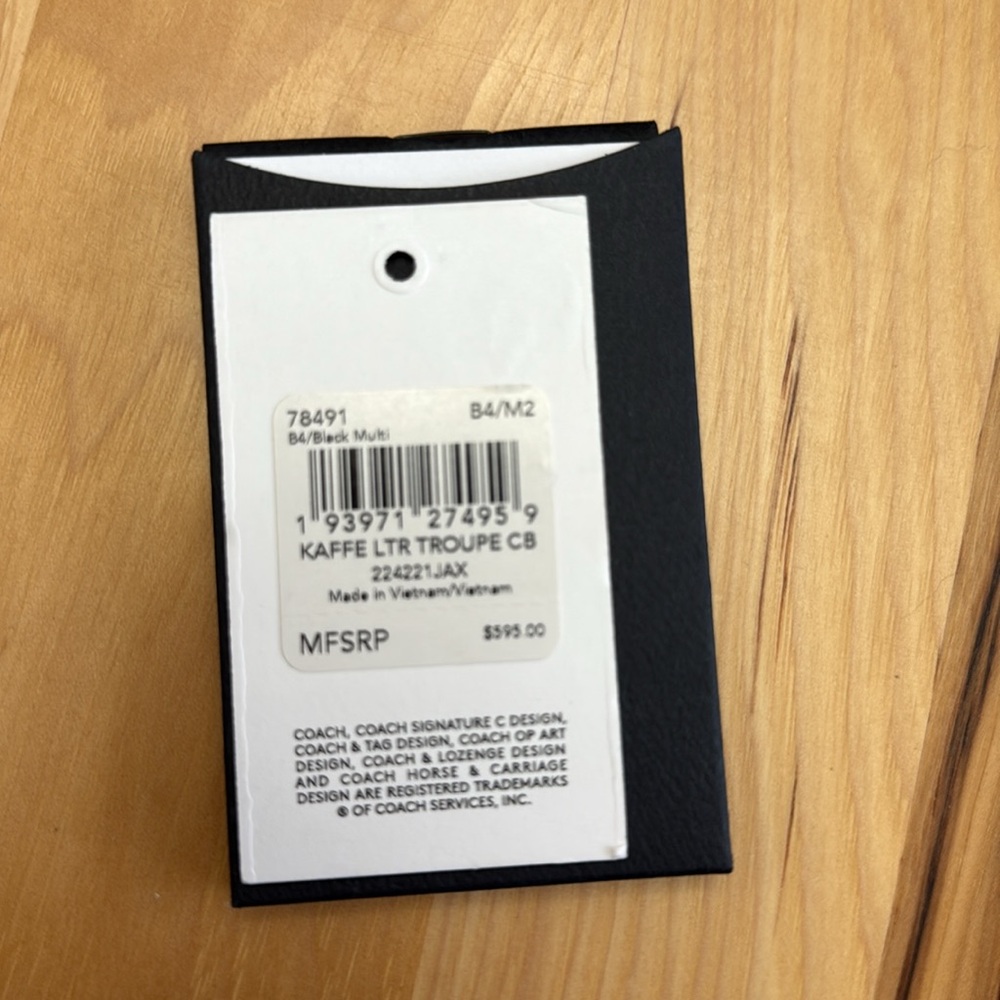 78491 B4/M2
B4/Black Multi
1 93971 27495 9
KAFFE LTR TROUPE CB
224221JAX
Made in Vietnam/Vietnam
MFSRP $595.00
COACH, COACH SIGNATURE C DESIGN,
COACH & TAG DESIGN, COACH OP ART
DESIGN, COACH & LOZENGE DESIGN
AND COACH HORSE & CARRIAGE
DESIGN ARE REGISTERED TRADEMARKS
® OF COACH SERVICES, INC.